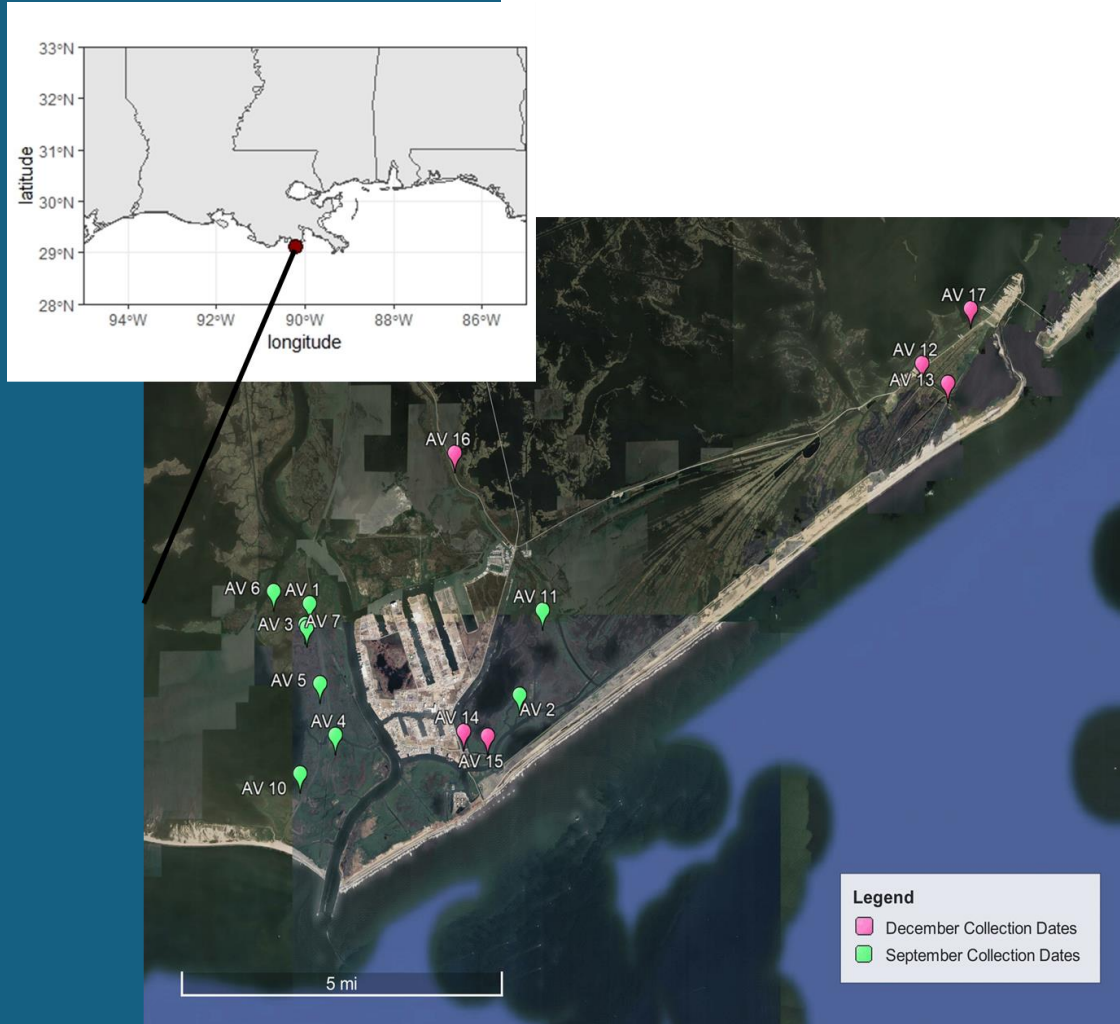 33°N
32°N
31°N
30°N
29°N
28°N
latitude
94°W 92°W 90°W 88°W 86°W
longitude
AV 17
AV 12
AV 13
AV 16
AV 6 AV 1
AV 3 AV 7
AV 11
AV 5
AV 2
AV 4
AV 14
AV 15
AV 10
Legend
December Collection Dates
September Collection Dates
5 mi